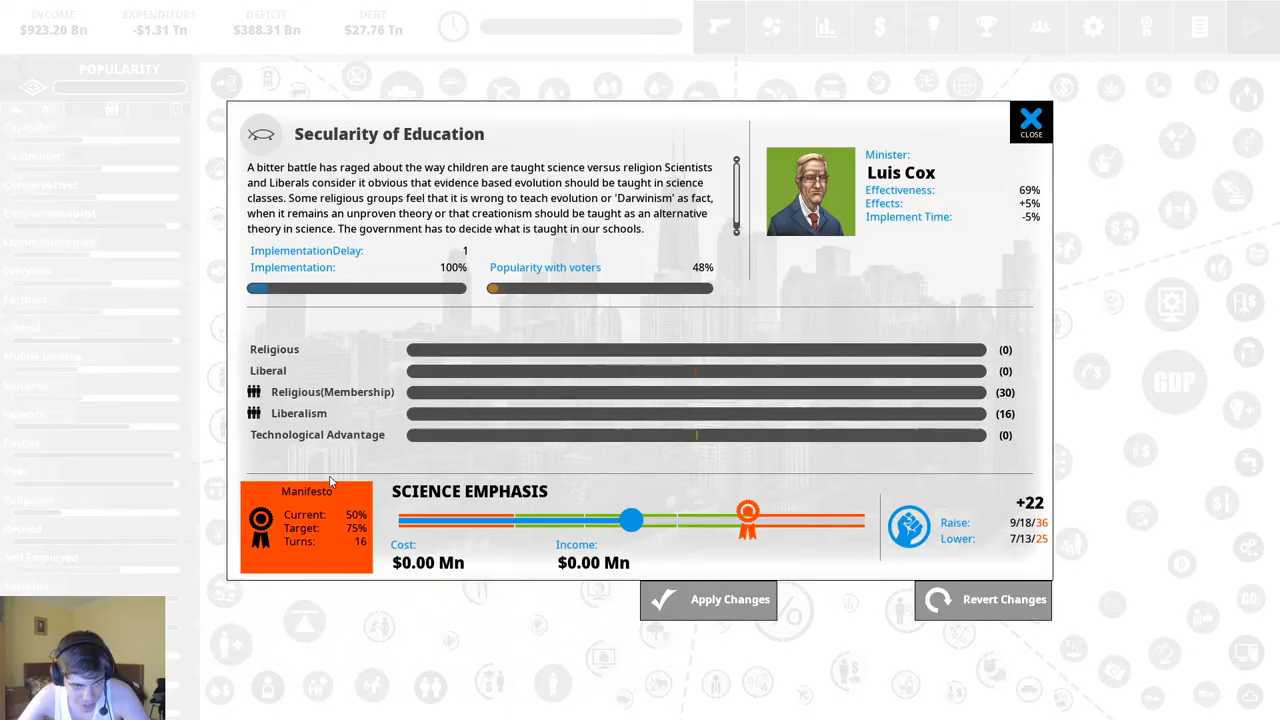 INCOME
$923.20 Bn
EXPENDITURE
-$1.31 Tn
DEFICIT
$388.31 Bn
DEBT
$27.76 Tn
POPULARITY
Secularity of Education
A bitter battle has raged about the way children are taught science versus religion Scientists
and Liberals consider it obvious that evidence based evolution should be taught in science
classes. Some religious groups feel that it is wrong to teach evolution or 'Darwinism' as fact,
when it remains an unproven theory or that creationism should be taught as an alternative
theory in science. The government has to decide what is taught in our schools.
ImplementationDelay: 1
Implementation: 100%
Popularity with voters 48%
CLOSE
Minister:
Luis Cox
Effectiveness: 69%
Effects: +5%
Implement Time: -5%
Religious (0)
Liberal (0)
Religious(Membership) (30)
Liberalism (16)
Technological Advantage (0)
Manifesto
Current: 50%
Target: 75%
Turns: 16
SCIENCE EMPHASIS
Cost:
$0.00 Mn
Income:
$0.00 Mn
+22
Raise: 9/18/36
Lower: 7/13/25
Apply Changes
Revert Changes
GDP
Middle Income
Self Employed